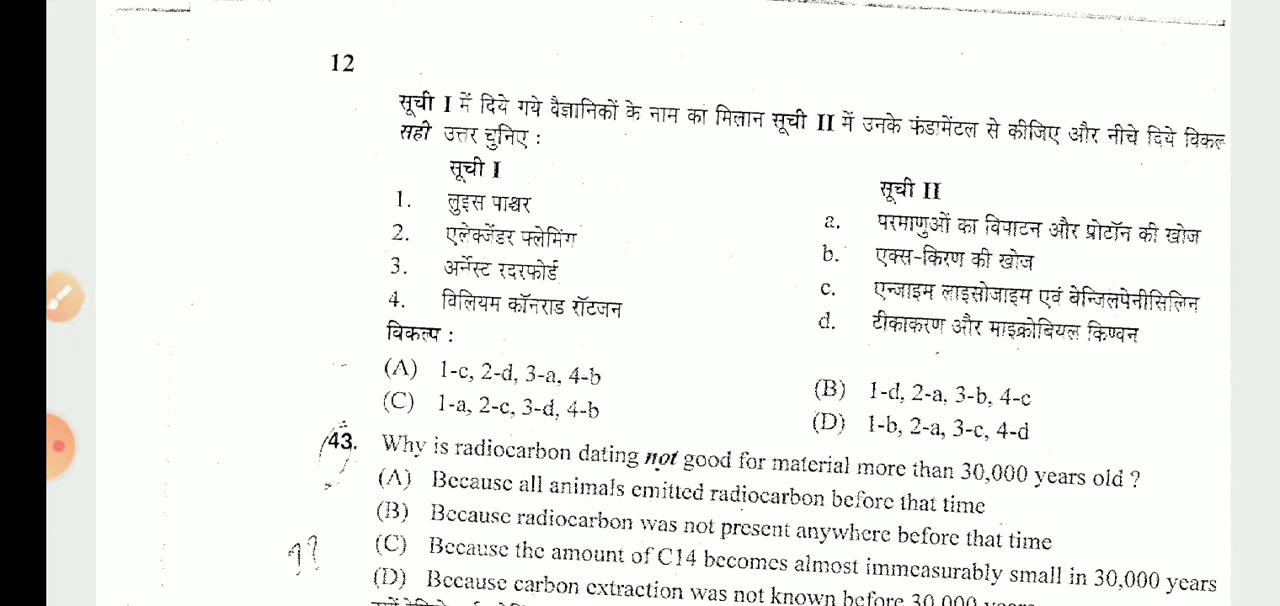 12
सूची I में दिये गये वैज्ञानिकों के नाम का मिलान सूची II में उनके फंडामेंटल से कीजिए और नीचे दिये
सही उत्तर चुनिए :
सूची I
सूची II
1. लुइस पाश्चर
a. परमाणुओं का विपाटन और प्रोटॉन की खोज
2. एलेक्जेंडर फ्लेमिंग
b. एक्स-किरण की खोज
3. अर्नेस्ट रदरफोर्ड
c. एन्जाइम लाइसोजाइम एवं बेन्जिलपेनीसिलिन
4. विलियम कॉनराड रॉटजन
d. टीकाकरण और माइक्रोबियल किण्वन
विकल्प :
(A) 1-c, 2-d, 3-a, 4-b
(B) 1-d, 2-a, 3-b, 4-c
(C) 1-a, 2-c, 3-d, 4-b
(D) 1-b, 2-a, 3-c, 4-d
43. Why is radiocarbon dating not good for material more than 30,000 years old ?
(A) Because all animals emitted radiocarbon before that time
(B) Because radiocarbon was not present anywhere before that time
(C) Because the amount of C14 becomes almost immeasurably small in 30,000 years
(D) Because carbon extraction was not known before 30,000 years